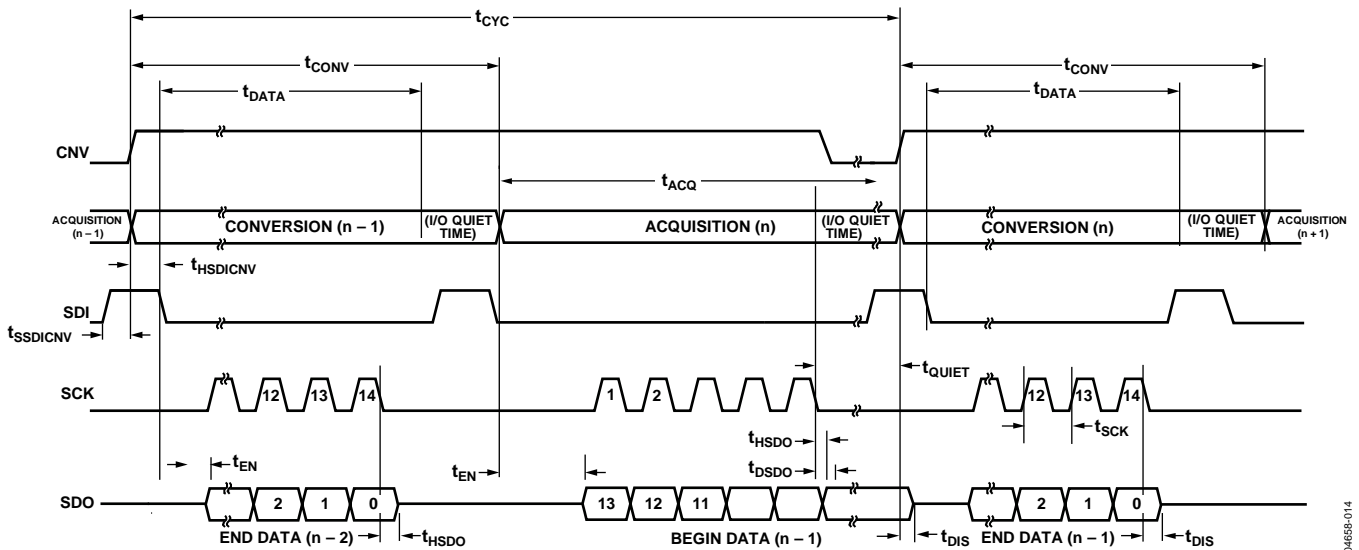 tCYC
tCONV
tCONV
tDATA
tDATA
CNV
tACQ
ACQUISITION
(n – 1)
CONVERSION (n – 1)
(I/O QUIET
TIME)
ACQUISITION (n)
(I/O QUIET
TIME)
CONVERSION (n)
(I/O QUIET
TIME)
ACQUISITION
(n + 1)
tHSDICNV
SDI
tSSDICNV
tQUIET
SCK
12
13
14
1
2
12
13
14
tHSDO
tSCK
tEN
tEN
tDSDO
SDO
2
1
0
13
12
11
2
1
0
END DATA (n – 2)
tHSDO
BEGIN DATA (n – 1)
tDIS
END DATA (n – 1)
tDIS
04658-014